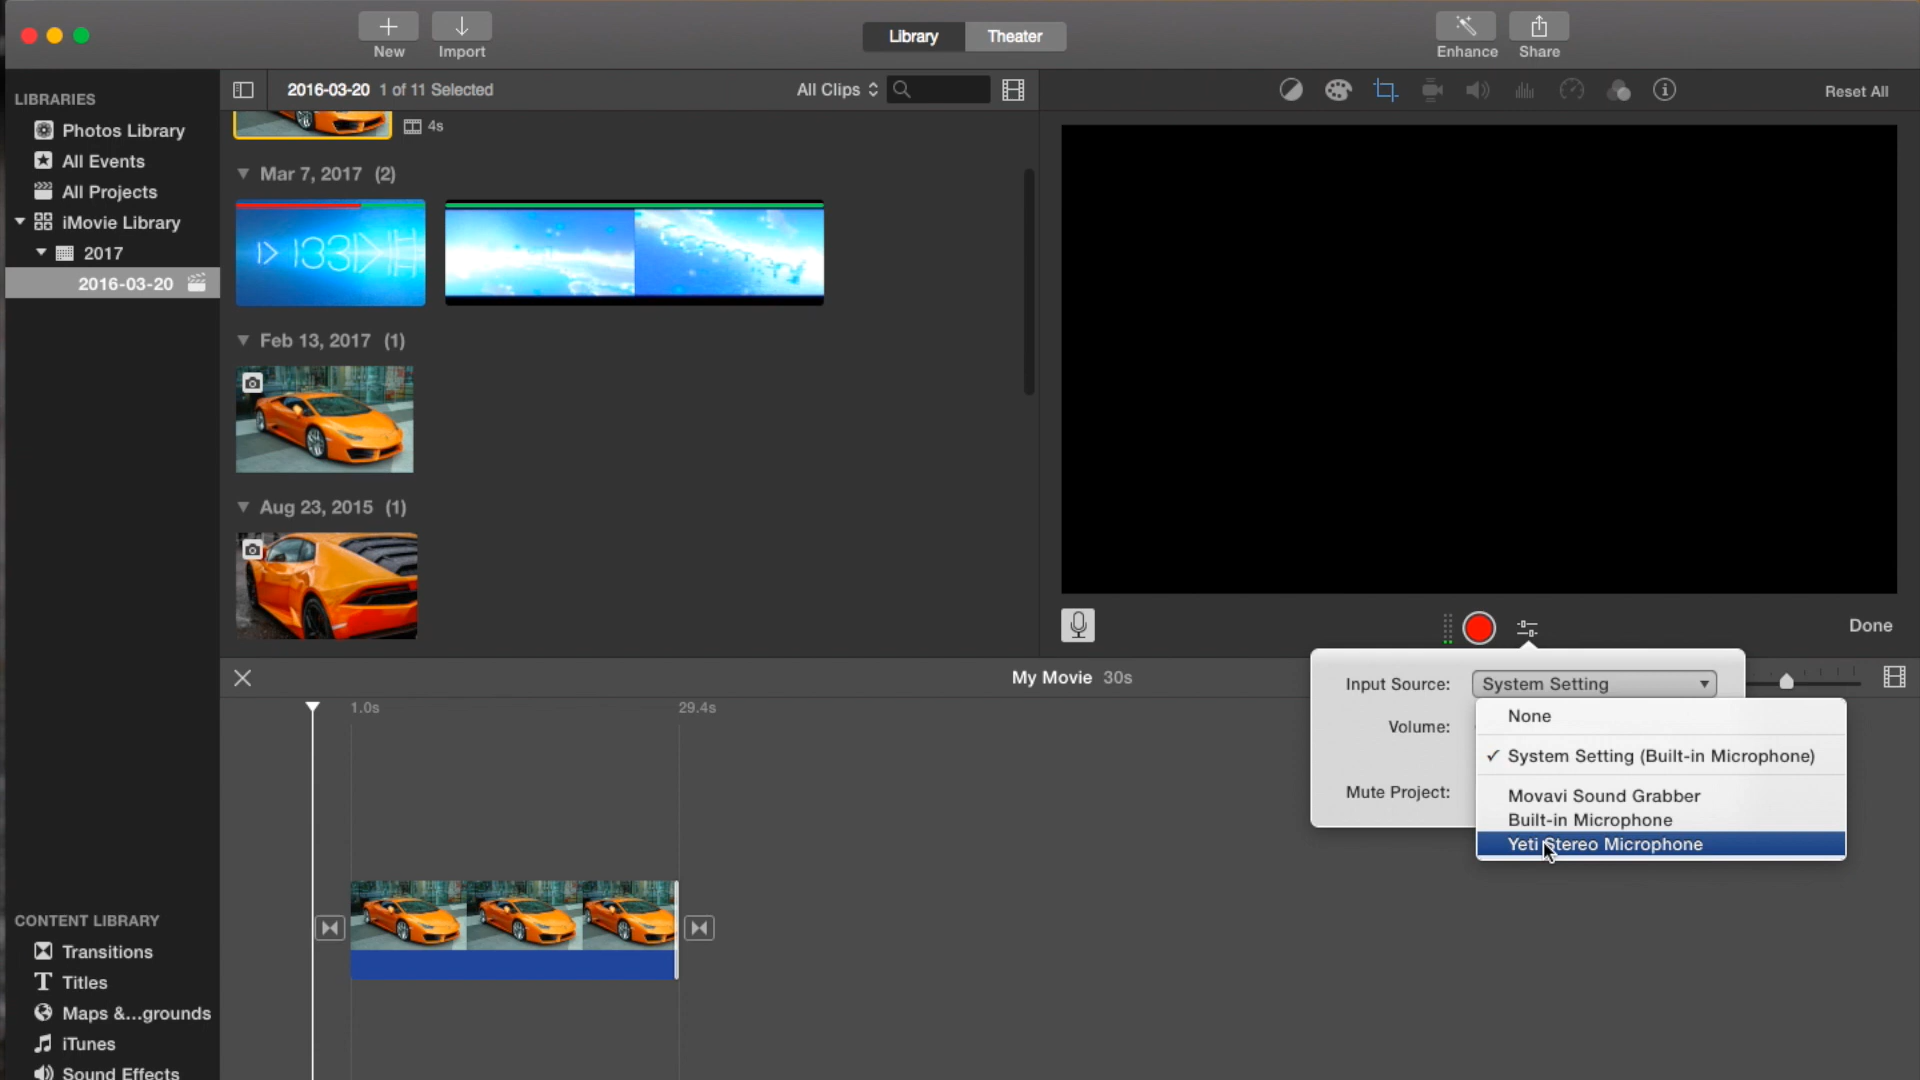 New
Import
Library
Theater
Enhance
Share
LIBRARIES
Photos Library
All Events
All Projects
iMovie Library
2017
2016-03-20
2016-03-20 1 of 11 Selected
All Clips
Reset All
4s
Mar 7, 2017 (2)
Feb 13, 2017 (1)
Aug 23, 2015 (1)
Done
My Movie 30s
1.0s
29.4s
Input Source: System Setting
Volume:
Mute Project:
None
✓ System Setting (Built-in Microphone)
Movavi Sound Grabber
Built-in Microphone
Yeti Stereo Microphone
CONTENT LIBRARY
Transitions
Titles
Maps &...grounds
iTunes
Sound Effects